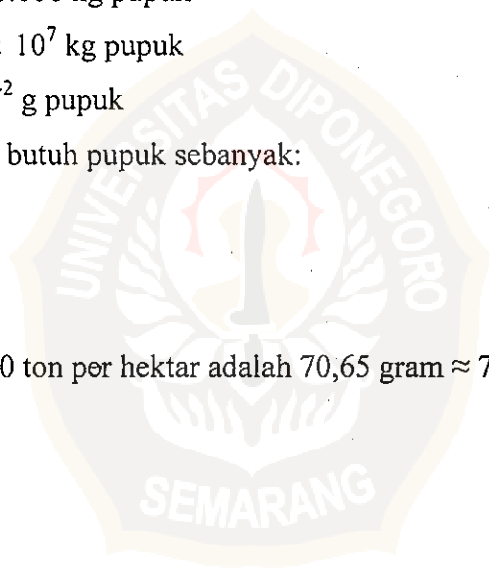 kg pupuk
10⁷ kg pupuk
⁻² g pupuk
butuh pupuk sebanyak:
UNIVERSITAS DIPONEGORO
0 ton per hektar adalah 70,65 gram ≈ 7
SEMARANG